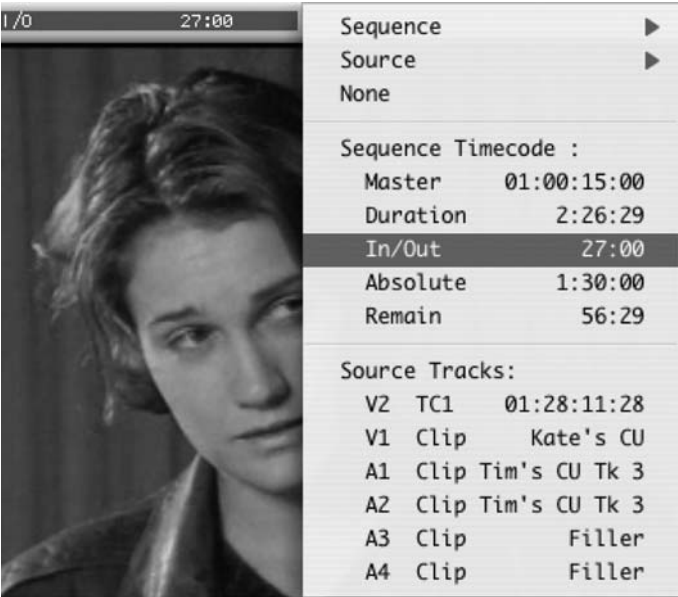 I/O 27:00
Sequence
Source
None
Sequence Timecode :
Master 01:00:15:00
Duration 2:26:29
In/Out 27:00
Absolute 1:30:00
Remain 56:29
Source Tracks:
V2 TC1 01:28:11:28
V1 Clip Kate's CU
A1 Clip Tim's CU Tk 3
A2 Clip Tim's CU Tk 3
A3 Clip Filler
A4 Clip Filler